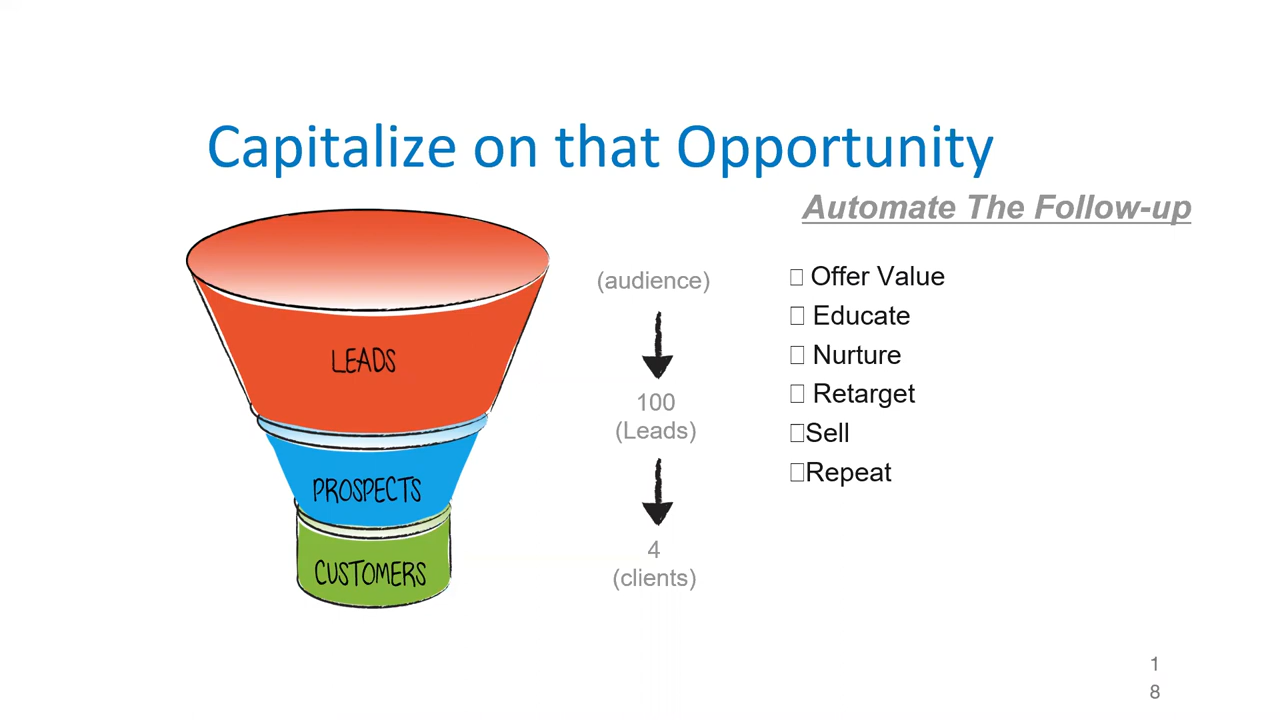 Capitalize on that Opportunity
LEADS
PROSPECTS
CUSTOMERS
(audience)
100
(Leads)
4
(clients)
Automate The Follow-up
Offer Value
Educate
Nurture
Retarget
Sell
Repeat
1
8